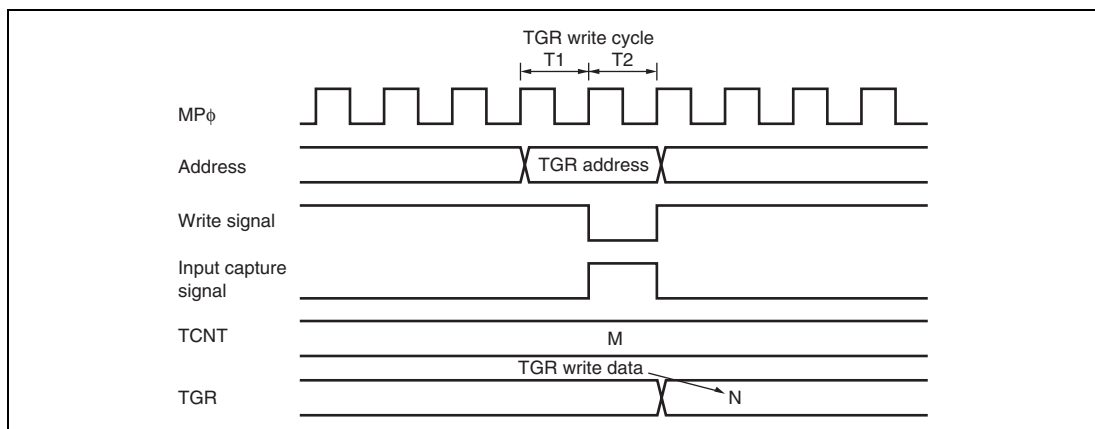 TGR write cycle
T1 T2
MPφ
Address
TGR address
Write signal
Input capture
signal
TCNT
M
TGR write data
TGR
N